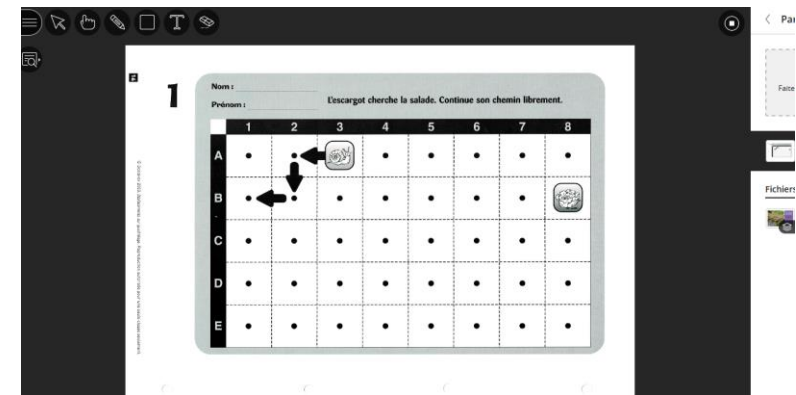 Par
Faite
Fichiers
1
Nom :
Prénom :
L'escargot cherche la salade. Continue son chemin librement.
1 2 3 4 5 6 7 8
A
B
C
D
E